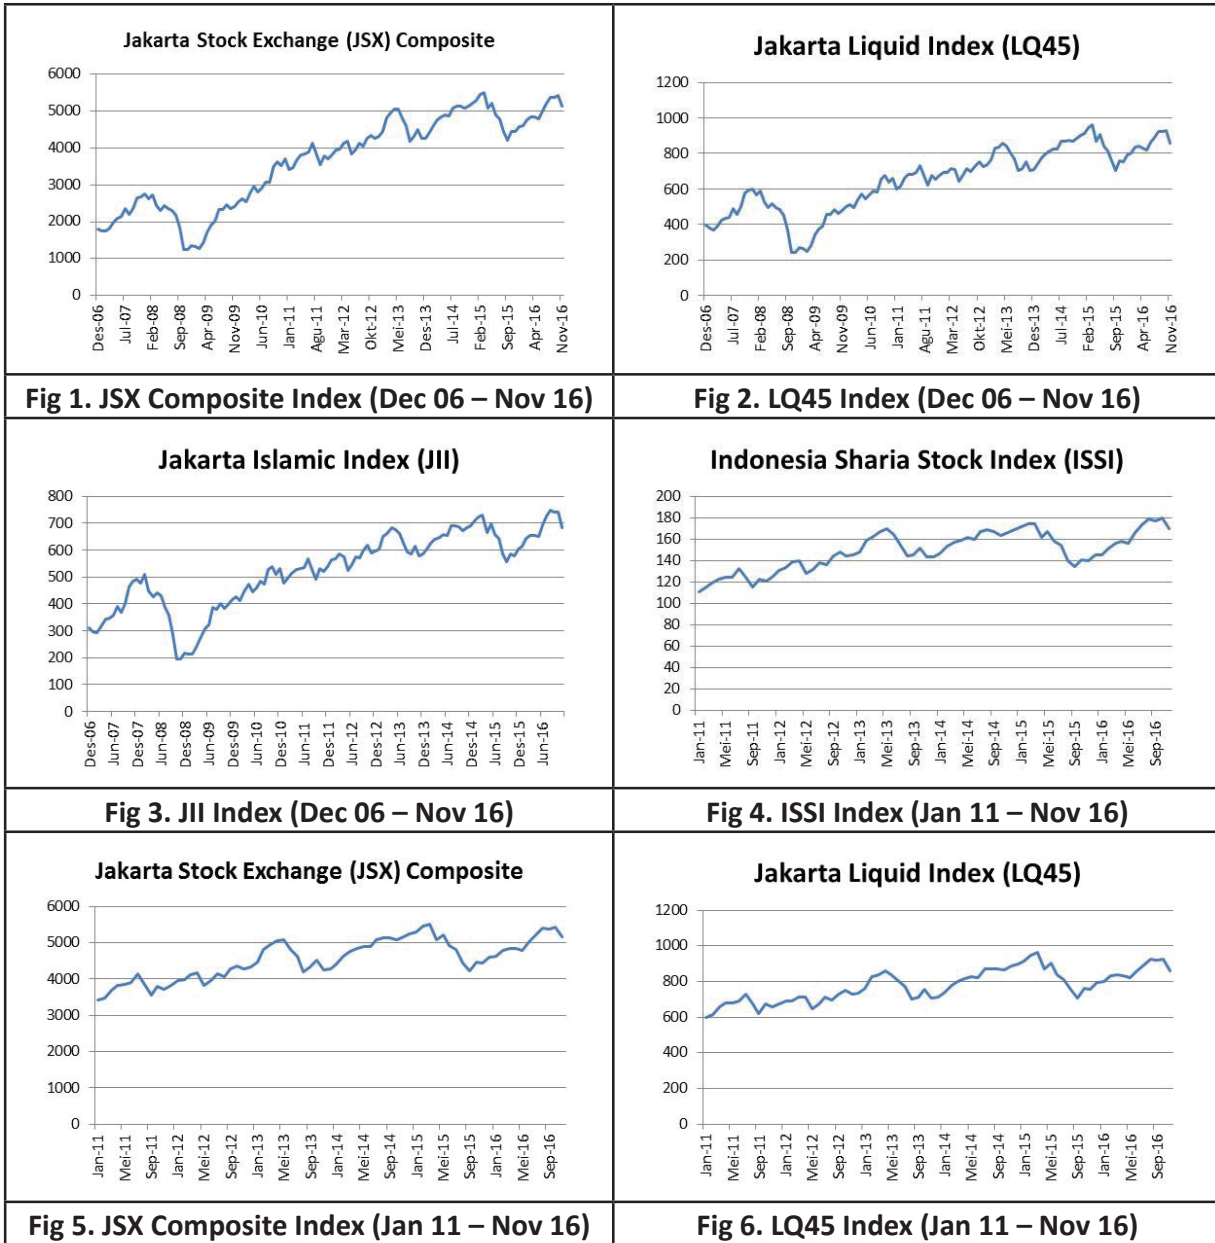 Jakarta Stock Exchange (JSX) Composite
6000
5000
4000
3000
2000
1000
0
Des-06
Jul-07
Feb-08
Sep-08
Apr-09
Nov-09
Jun-10
Jan-11
Agu-11
Mar-12
Okt-12
Mei-13
Des-13
Jul-14
Feb-15
Sep-15
Apr-16
Nov-16
Fig 1. JSX Composite Index (Dec 06 – Nov 16)
Jakarta Liquid Index (LQ45)
1200
1000
800
600
400
200
0
Des-06
Jul-07
Feb-08
Sep-08
Apr-09
Nov-09
Jun-10
Jan-11
Agu-11
Mar-12
Okt-12
Mei-13
Des-13
Jul-14
Feb-15
Sep-15
Apr-16
Nov-16
Fig 2. LQ45 Index (Dec 06 – Nov 16)
Jakarta Islamic Index (JII)
800
700
600
500
400
300
200
100
0
Des-06
Jun-07
Des-07
Jun-08
Des-08
Jun-09
Des-09
Jun-10
Des-10
Jun-11
Des-11
Jun-12
Des-12
Jun-13
Des-13
Jun-14
Des-14
Jun-15
Des-15
Jun-16
Fig 3. JII Index (Dec 06 – Nov 16)
Indonesia Sharia Stock Index (ISSI)
200
180
160
140
120
100
80
60
40
20
0
Jan-11
Mei-11
Sep-11
Jan-12
Mei-12
Sep-12
Jan-13
Mei-13
Sep-13
Jan-14
Mei-14
Sep-14
Jan-15
Mei-15
Sep-15
Jan-16
Mei-16
Sep-16
Fig 4. ISSI Index (Jan 11 – Nov 16)
Jakarta Stock Exchange (JSX) Composite
6000
5000
4000
3000
2000
1000
0
Jan-11
Mei-11
Sep-11
Jan-12
Mei-12
Sep-12
Jan-13
Mei-13
Sep-13
Jan-14
Mei-14
Sep-14
Jan-15
Mei-15
Sep-15
Jan-16
Mei-16
Sep-16
Fig 5. JSX Composite Index (Jan 11 – Nov 16)
Jakarta Liquid Index (LQ45)
1200
1000
800
600
400
200
0
Jan-11
Mei-11
Sep-11
Jan-12
Mei-12
Sep-12
Jan-13
Mei-13
Sep-13
Jan-14
Mei-14
Sep-14
Jan-15
Mei-15
Sep-15
Jan-16
Mei-16
Sep-16
Fig 6. LQ45 Index (Jan 11 – Nov 16)